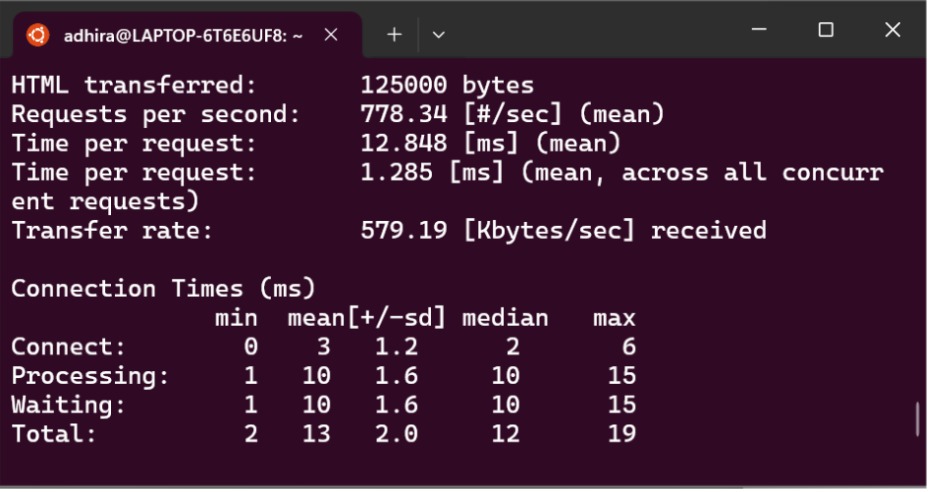 adhira@LAPTOP-6T6E6UF8: ~
HTML transferred:       125000 bytes
Requests per second:    778.34 [#/sec] (mean)
Time per request:       12.848 [ms] (mean)
Time per request:       1.285 [ms] (mean, across all concurr
ent requests)
Transfer rate:          579.19 [Kbytes/sec] received

Connection Times (ms)
              min  mean[+/-sd] median   max
Connect:        0    3   1.2      2       6
Processing:     1   10   1.6     10      15
Waiting:        1   10   1.6     10      15
Total:          2   13   2.0     12      19